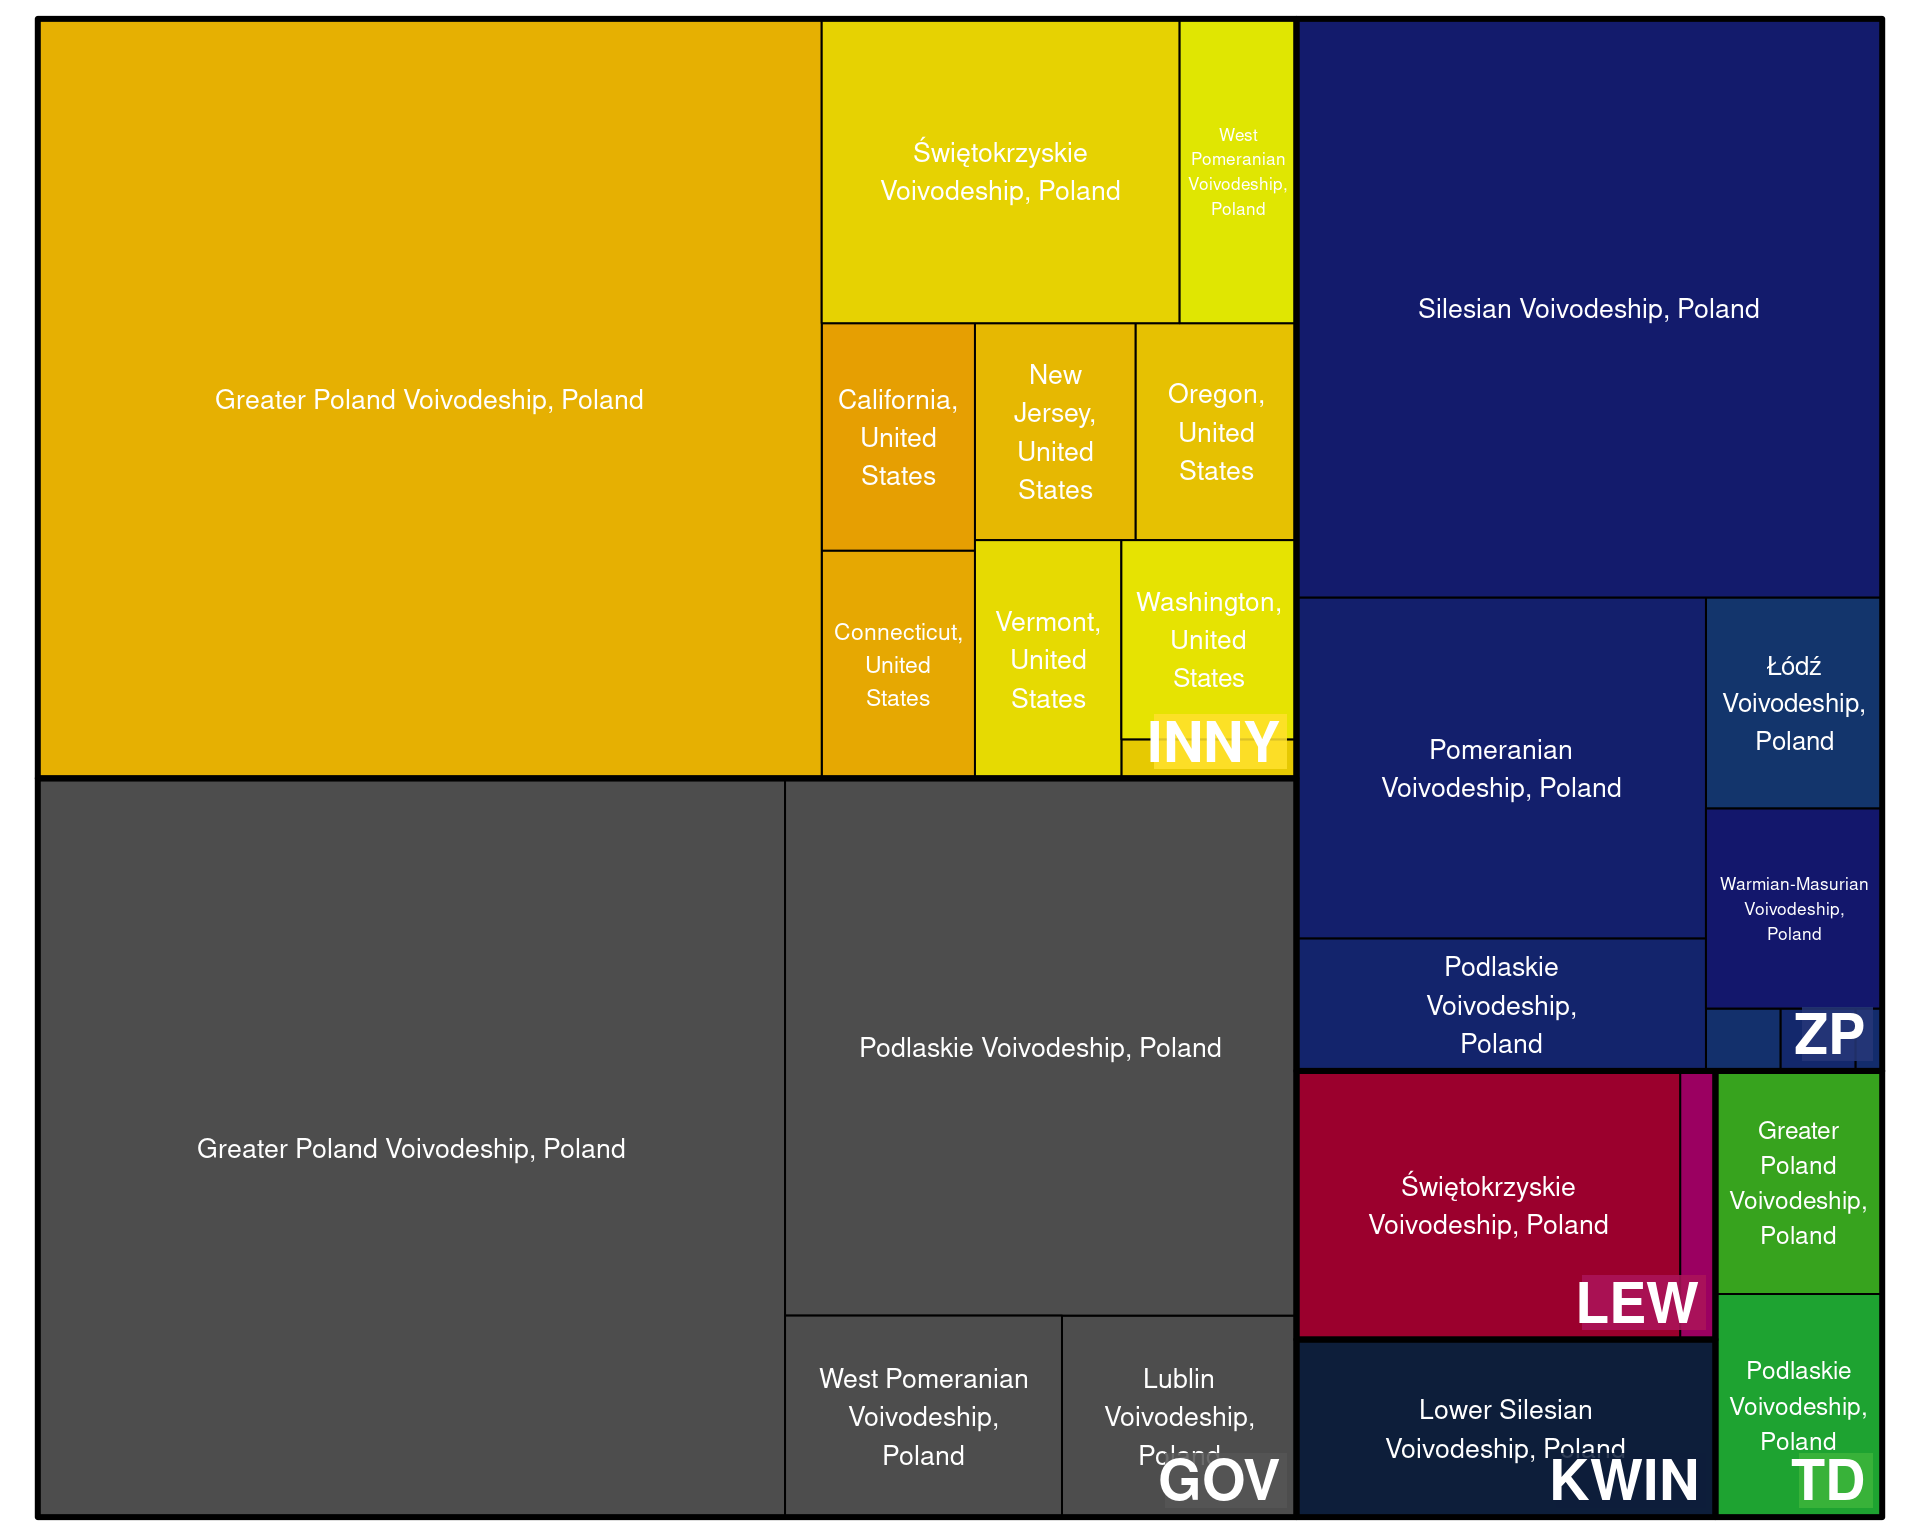 Greater Poland Voivodeship, Poland
Świętokrzyskie
Voivodeship, Poland
West
Pomeranian
Voivodeship,
Poland
California,
United
States
New
Jersey,
United
States
Oregon,
United
States
Connecticut,
United
States
Vermont,
United
States
Washington,
United
States
INNY
Greater Poland Voivodeship, Poland
Podlaskie Voivodeship, Poland
West Pomeranian
Voivodeship,
Poland
Lublin
Voivodeship,
Poland
GOV
Silesian Voivodeship, Poland
Pomeranian
Voivodeship, Poland
Łódź
Voivodeship,
Poland
Warmian-Masurian
Voivodeship,
Poland
Podlaskie
Voivodeship,
Poland
ZP
Świętokrzyskie
Voivodeship, Poland
LEW
Lower Silesian
Voivodeship, Poland
KWIN
Greater
Poland
Voivodeship,
Poland
Podlaskie
Voivodeship,
Poland
TD